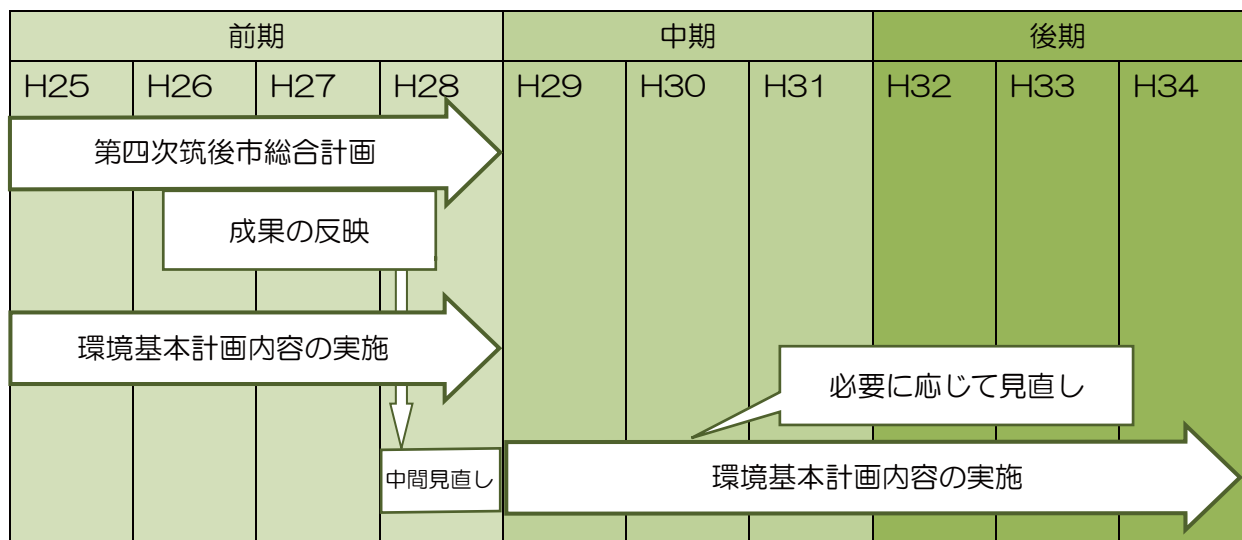 前期 中期 後期
H25 H26 H27 H28 H29 H30 H31 H32 H33 H34
第四次筑後市総合計画
成果の反映
環境基本計画内容の実施
必要に応じて見直し
中間見直し
環境基本計画内容の実施